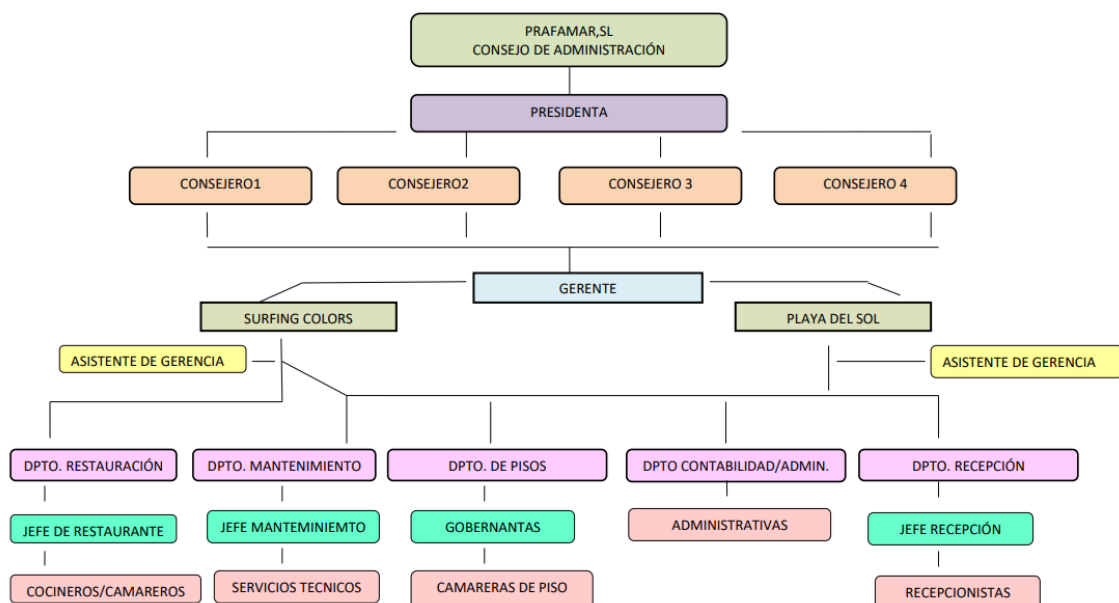 PRAFAMAR,SL
CONSEJO DE ADMINISTRACIÓN
PRESIDENTA
CONSEJERO1
CONSEJERO2
CONSEJERO 3
CONSEJERO 4
GERENTE
SURFING COLORS
PLAYA DEL SOL
ASISTENTE DE GERENCIA
ASISTENTE DE GERENCIA
DPTO. RESTAURACIÓN
DPTO. MANTENIMIENTO
DPTO. DE PISOS
DPTO CONTABILIDAD/ADMIN.
DPTO. RECEPCIÓN
JEFE DE RESTAURANTE
JEFE MANTEMINIEMTO
GOBERNANTAS
ADMINISTRATIVAS
JEFE RECEPCIÓN
COCINEROS/CAMAREROS
SERVICIOS TECNICOS
CAMARERAS DE PISO
RECEPCIONISTAS